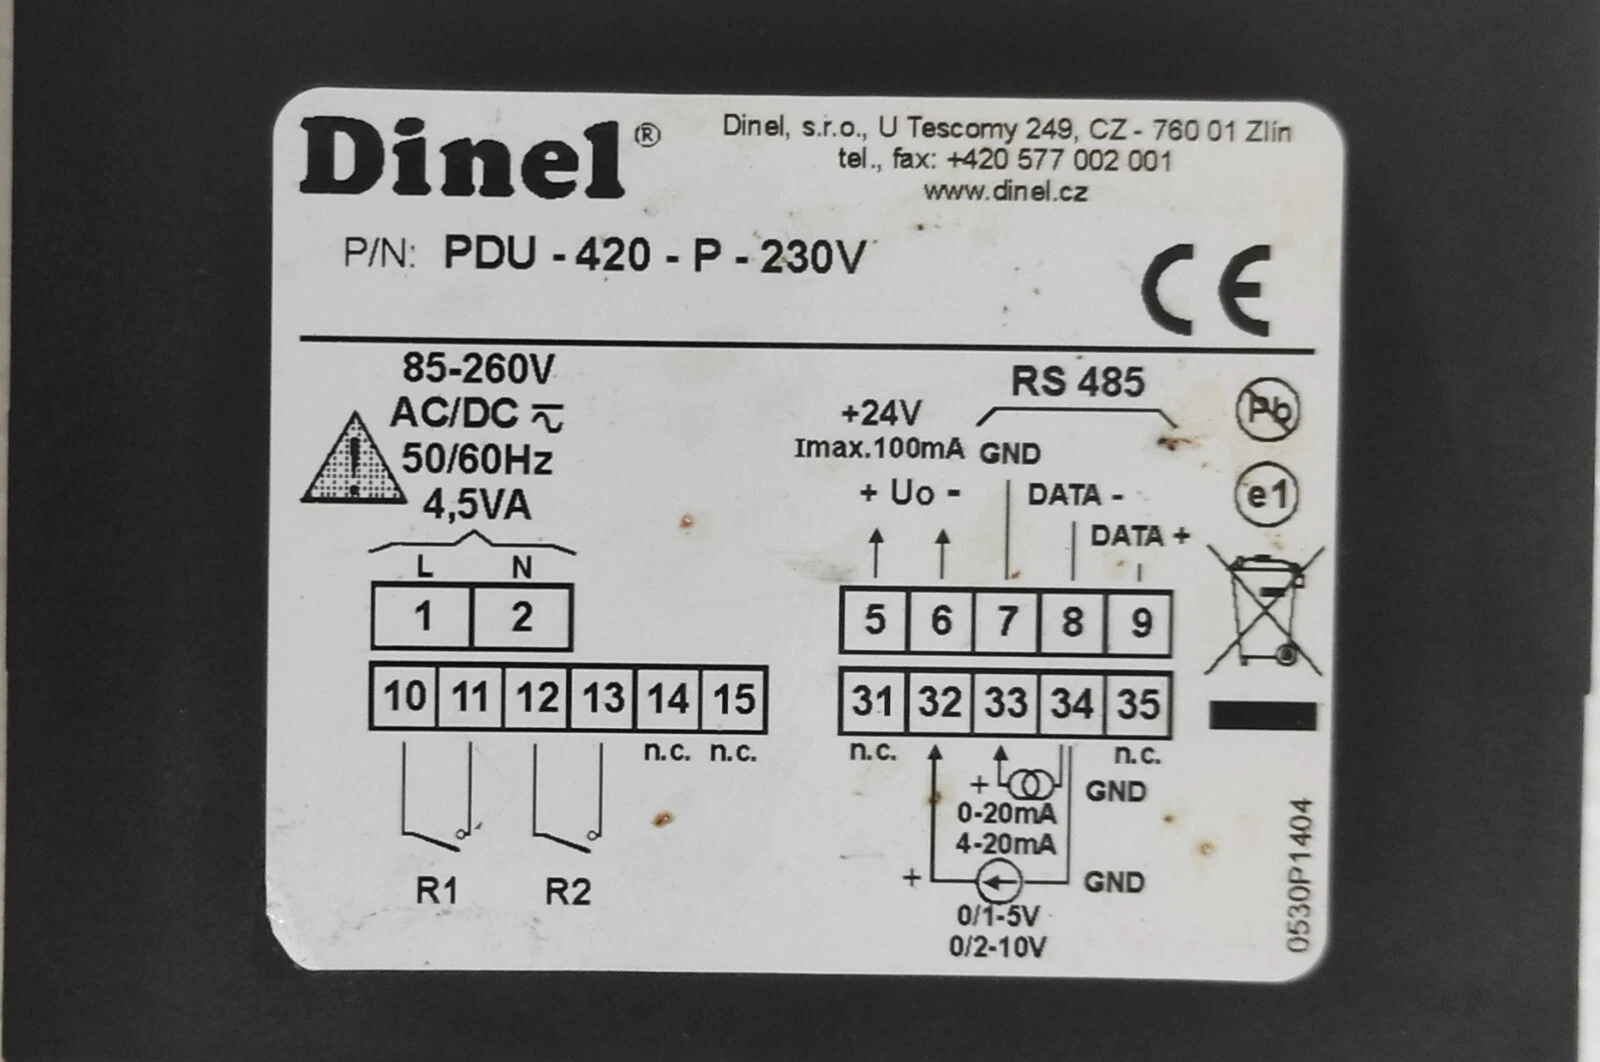 Dinel®
Dinel, s.r.o., U Tescomy 249, CZ - 760 01 Zlín
tel., fax: +420 577 002 001
www.dinel.cz
P/N: PDU - 420 - P - 230V
CE
85-260V
AC/DC
50/60Hz
4,5VA
L N
1 2
10 11 12 13 14 15
n.c. n.c.
R1 R2
RS 485
+24V
Imax.100mA GND
+ Uo -
DATA -
DATA +
5 6 7 8 9
31 32 33 34 35
n.c. n.c.
+
GND
0-20mA
4-20mA
+
GND
0/1-5V
0/2-10V
Pb
e1
0530P1404